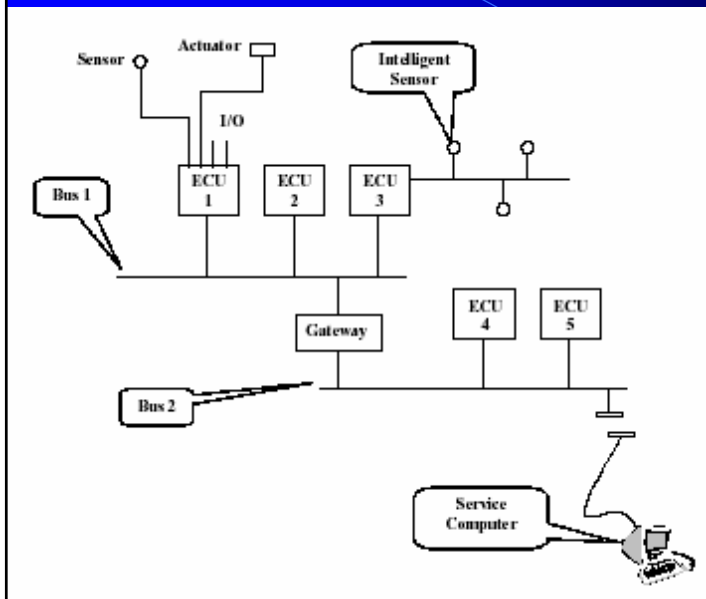 Sensor
Actuator
I/O
Intelligent
Sensor
ECU
1
ECU
2
ECU
3
Bus 1
Gateway
ECU
4
ECU
5
Bus 2
Service
Computer